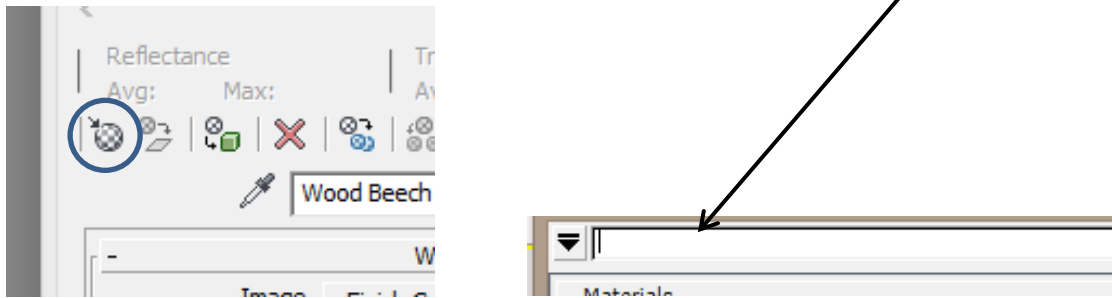 Reflectance Tr
Avg: Max: Av
Wood Beech
- W
Image Finish G
Materials